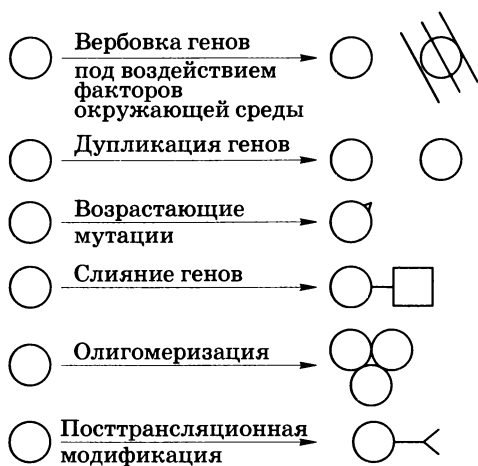 Вербовка генов
под воздействием
факторов
окружающей среды
Дупликация генов
Возрастающие
мутации
Слияние генов
Олигомеризация
Посттрансляционная
модификация